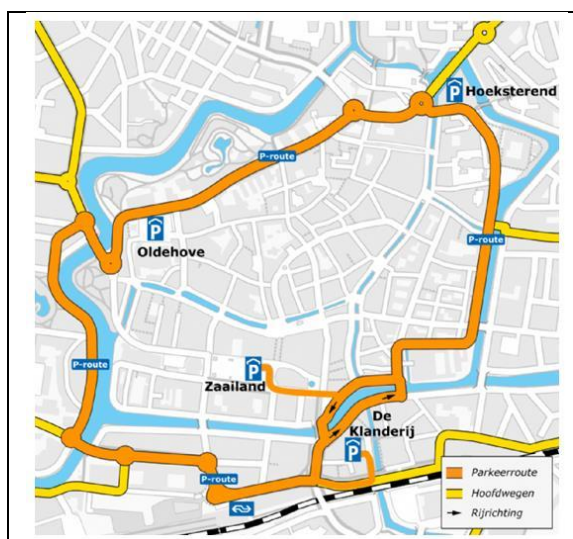 P
Hoeksterend
P-route
P
Oldehove
P-route
P-route
P
Zaailand
De
Klanderij
P
P-route
Parkeerroute
Hoofdwegen
Rijrichting